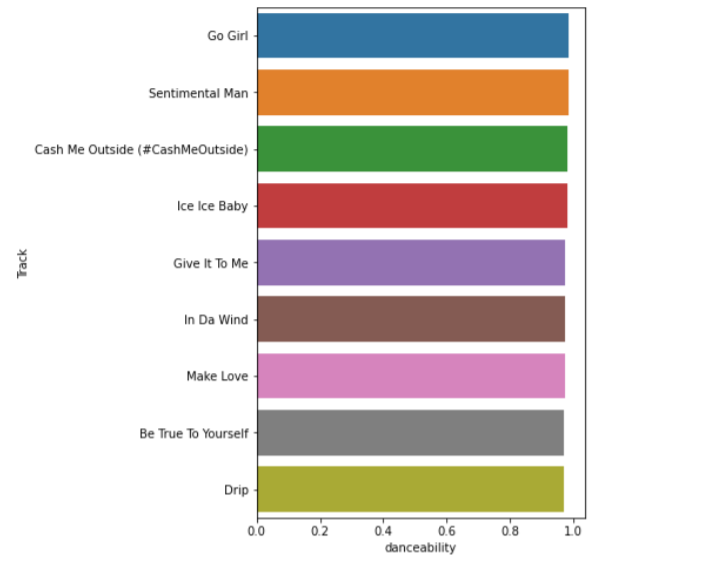 Go Girl
Sentimental Man
Cash Me Outside (#CashMeOutside)
Ice Ice Baby
Track
Give It To Me
In Da Wind
Make Love
Be True To Yourself
Drip
0.0 0.2 0.4 0.6 0.8 1.0
danceability